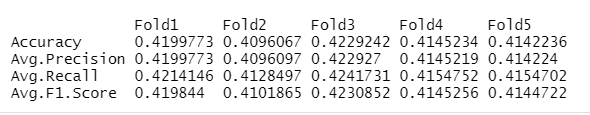 Fold1 Fold2 Fold3 Fold4 Fold5
Accuracy 0.4199773 0.4096067 0.4229242 0.4145234 0.4142236
Avg.Precision 0.4199773 0.4096097 0.422927 0.4145219 0.414224
Avg.Recall 0.4214146 0.4128497 0.4241731 0.4154752 0.4154702
Avg.F1.Score 0.419844 0.4101865 0.4230852 0.4145256 0.4144722